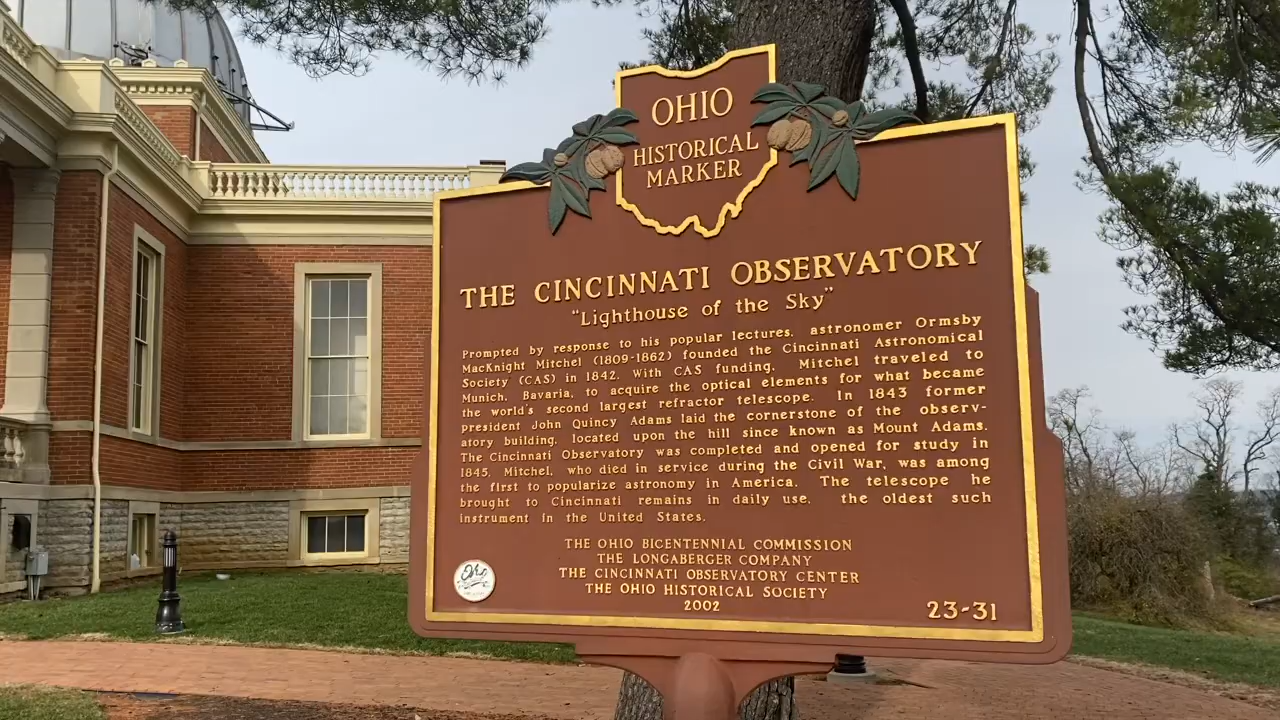 OHIO
HISTORICAL
MARKER
THE CINCINNATI OBSERVATORY
"Lighthouse of the Sky"
Prompted by response to his popular lectures, astronomer Ormsby
MacKnight Mitchel (1809-1862) founded the Cincinnati Astronomical
Society (CAS) in 1842. With CAS funding, Mitchel traveled to
Munich, Bavaria, to acquire the optical elements for what became
the world's second largest refractor telescope. In 1843 former
president John Quincy Adams laid the cornerstone of the observ-
atory building, located upon the hill since known as Mount Adams.
The Cincinnati Observatory was completed and opened for study in
1845. Mitchel, who died in service during the Civil War, was among
the first to popularize astronomy in America. The telescope he
brought to Cincinnati remains in daily use, the oldest such
instrument in the United States.
THE OHIO BICENTENNIAL COMMISSION
THE LONGABERGER COMPANY
THE CINCINNATI OBSERVATORY CENTER
THE OHIO HISTORICAL SOCIETY
2002
23-31